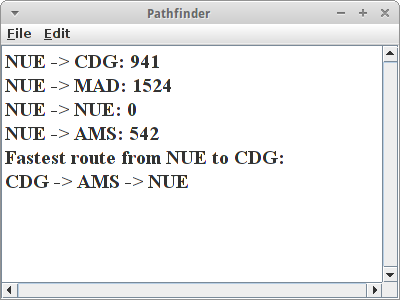 Pathfinder
File Edit
NUE -> CDG: 941
NUE -> MAD: 1524
NUE -> NUE: 0
NUE -> AMS: 542
Fastest route from NUE to CDG:
CDG -> AMS -> NUE